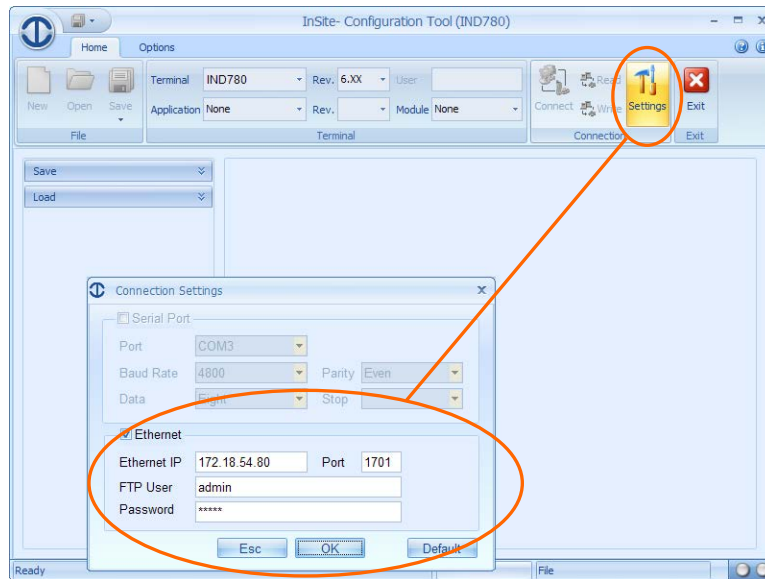 InSite- Configuration Tool (IND780)
Home Options
Terminal IND780 Rev. 6.XX User
New Open Save Application None Rev. Module None Connect Read Write Settings Exit
File Terminal Connection Exit
Save
Load
Connection Settings
Serial Port
Port COM3
Baud Rate 4800 Parity Even
Data Eight Stop
Ethernet
Ethernet IP 172.18.54.80 Port 1701
FTP User admin
Password *****
Esc OK Default
Ready File